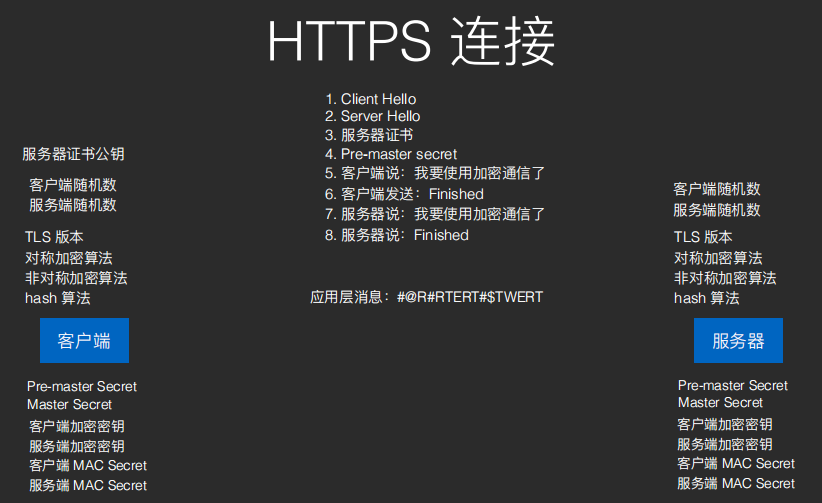 HTTPS 连接
1. Client Hello
2. Server Hello
3. 服务器证书
4. Pre-master secret
5. 客户端说：我要使用加密通信了
6. 客户端发送：Finished
7. 服务器说：我要使用加密通信了
8. 服务器说：Finished
应用层消息：#@R#RTERT#$TWERT
服务器证书公钥
客户端随机数
服务端随机数
TLS 版本
对称加密算法
非对称加密算法
hash 算法
客户端
Pre-master Secret
Master Secret
客户端加密密钥
服务端加密密钥
客户端 MAC Secret
服务端 MAC Secret
客户端随机数
服务端随机数
TLS 版本
对称加密算法
非对称加密算法
hash 算法
服务器
Pre-master Secret
Master Secret
客户端加密密钥
服务端加密密钥
客户端 MAC Secret
服务端 MAC Secret